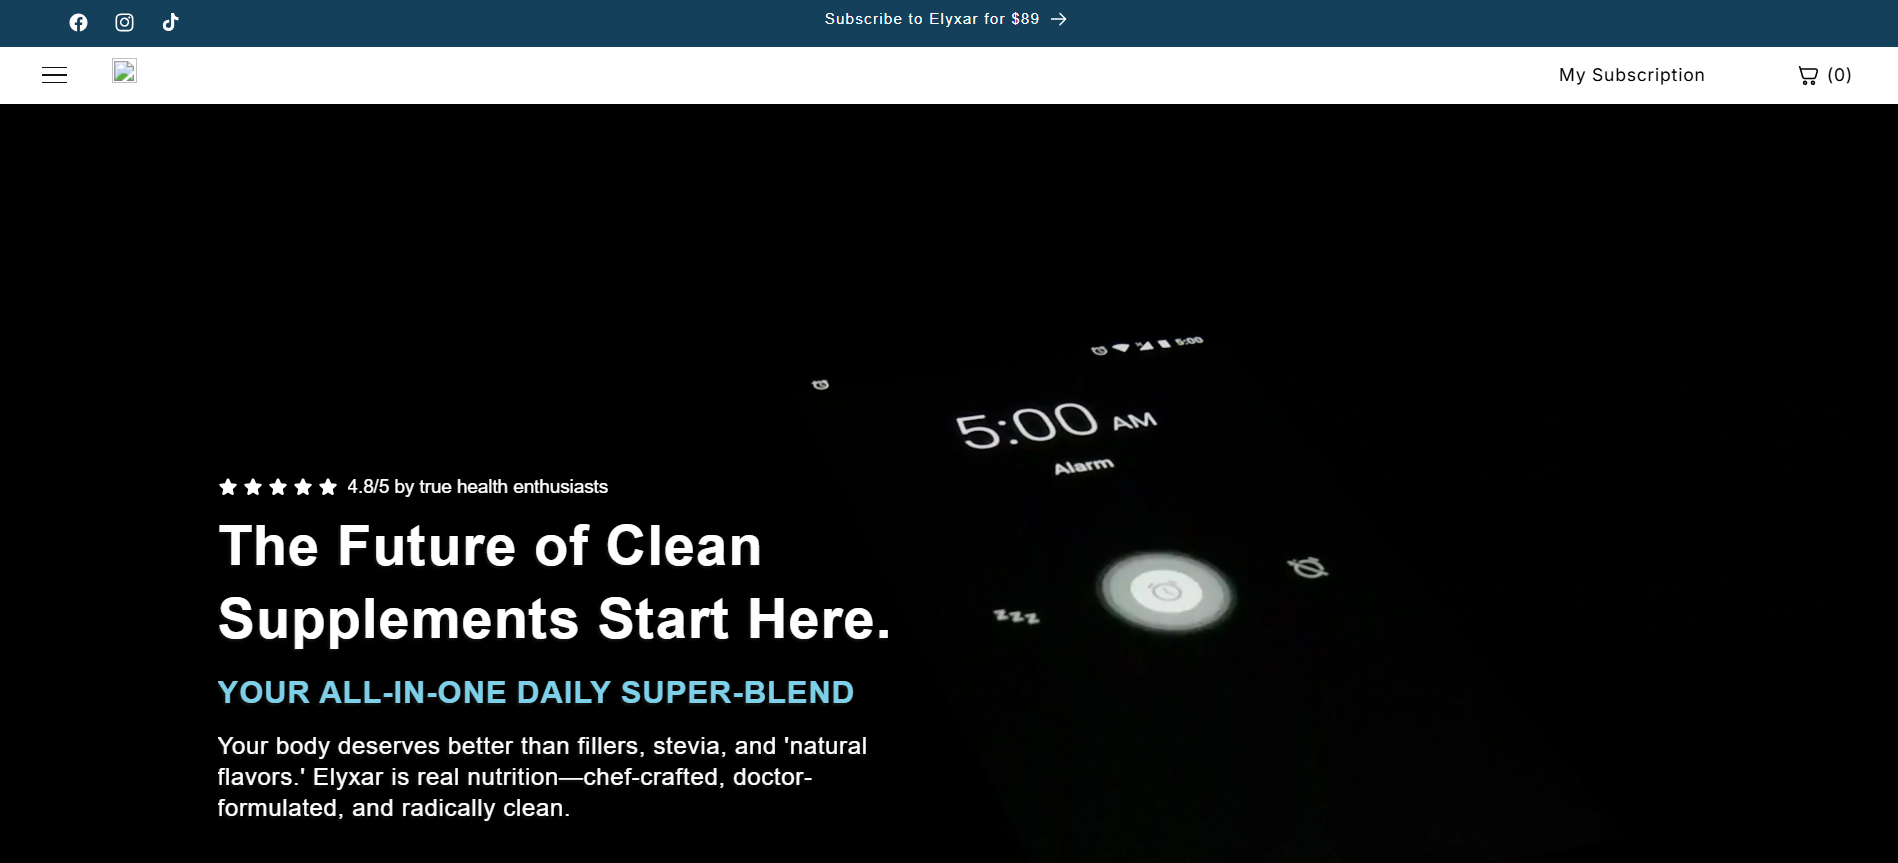 Subscribe to Elyxar for $89
My Subscription
(0)
5:00
5:00 AM
Alarm
zzz
4.8/5 by true health enthusiasts
The Future of Clean
Supplements Start Here.
YOUR ALL-IN-ONE DAILY SUPER-BLEND
Your body deserves better than fillers, stevia, and 'natural
flavors.' Elyxar is real nutrition—chef-crafted, doctor-
formulated, and radically clean.